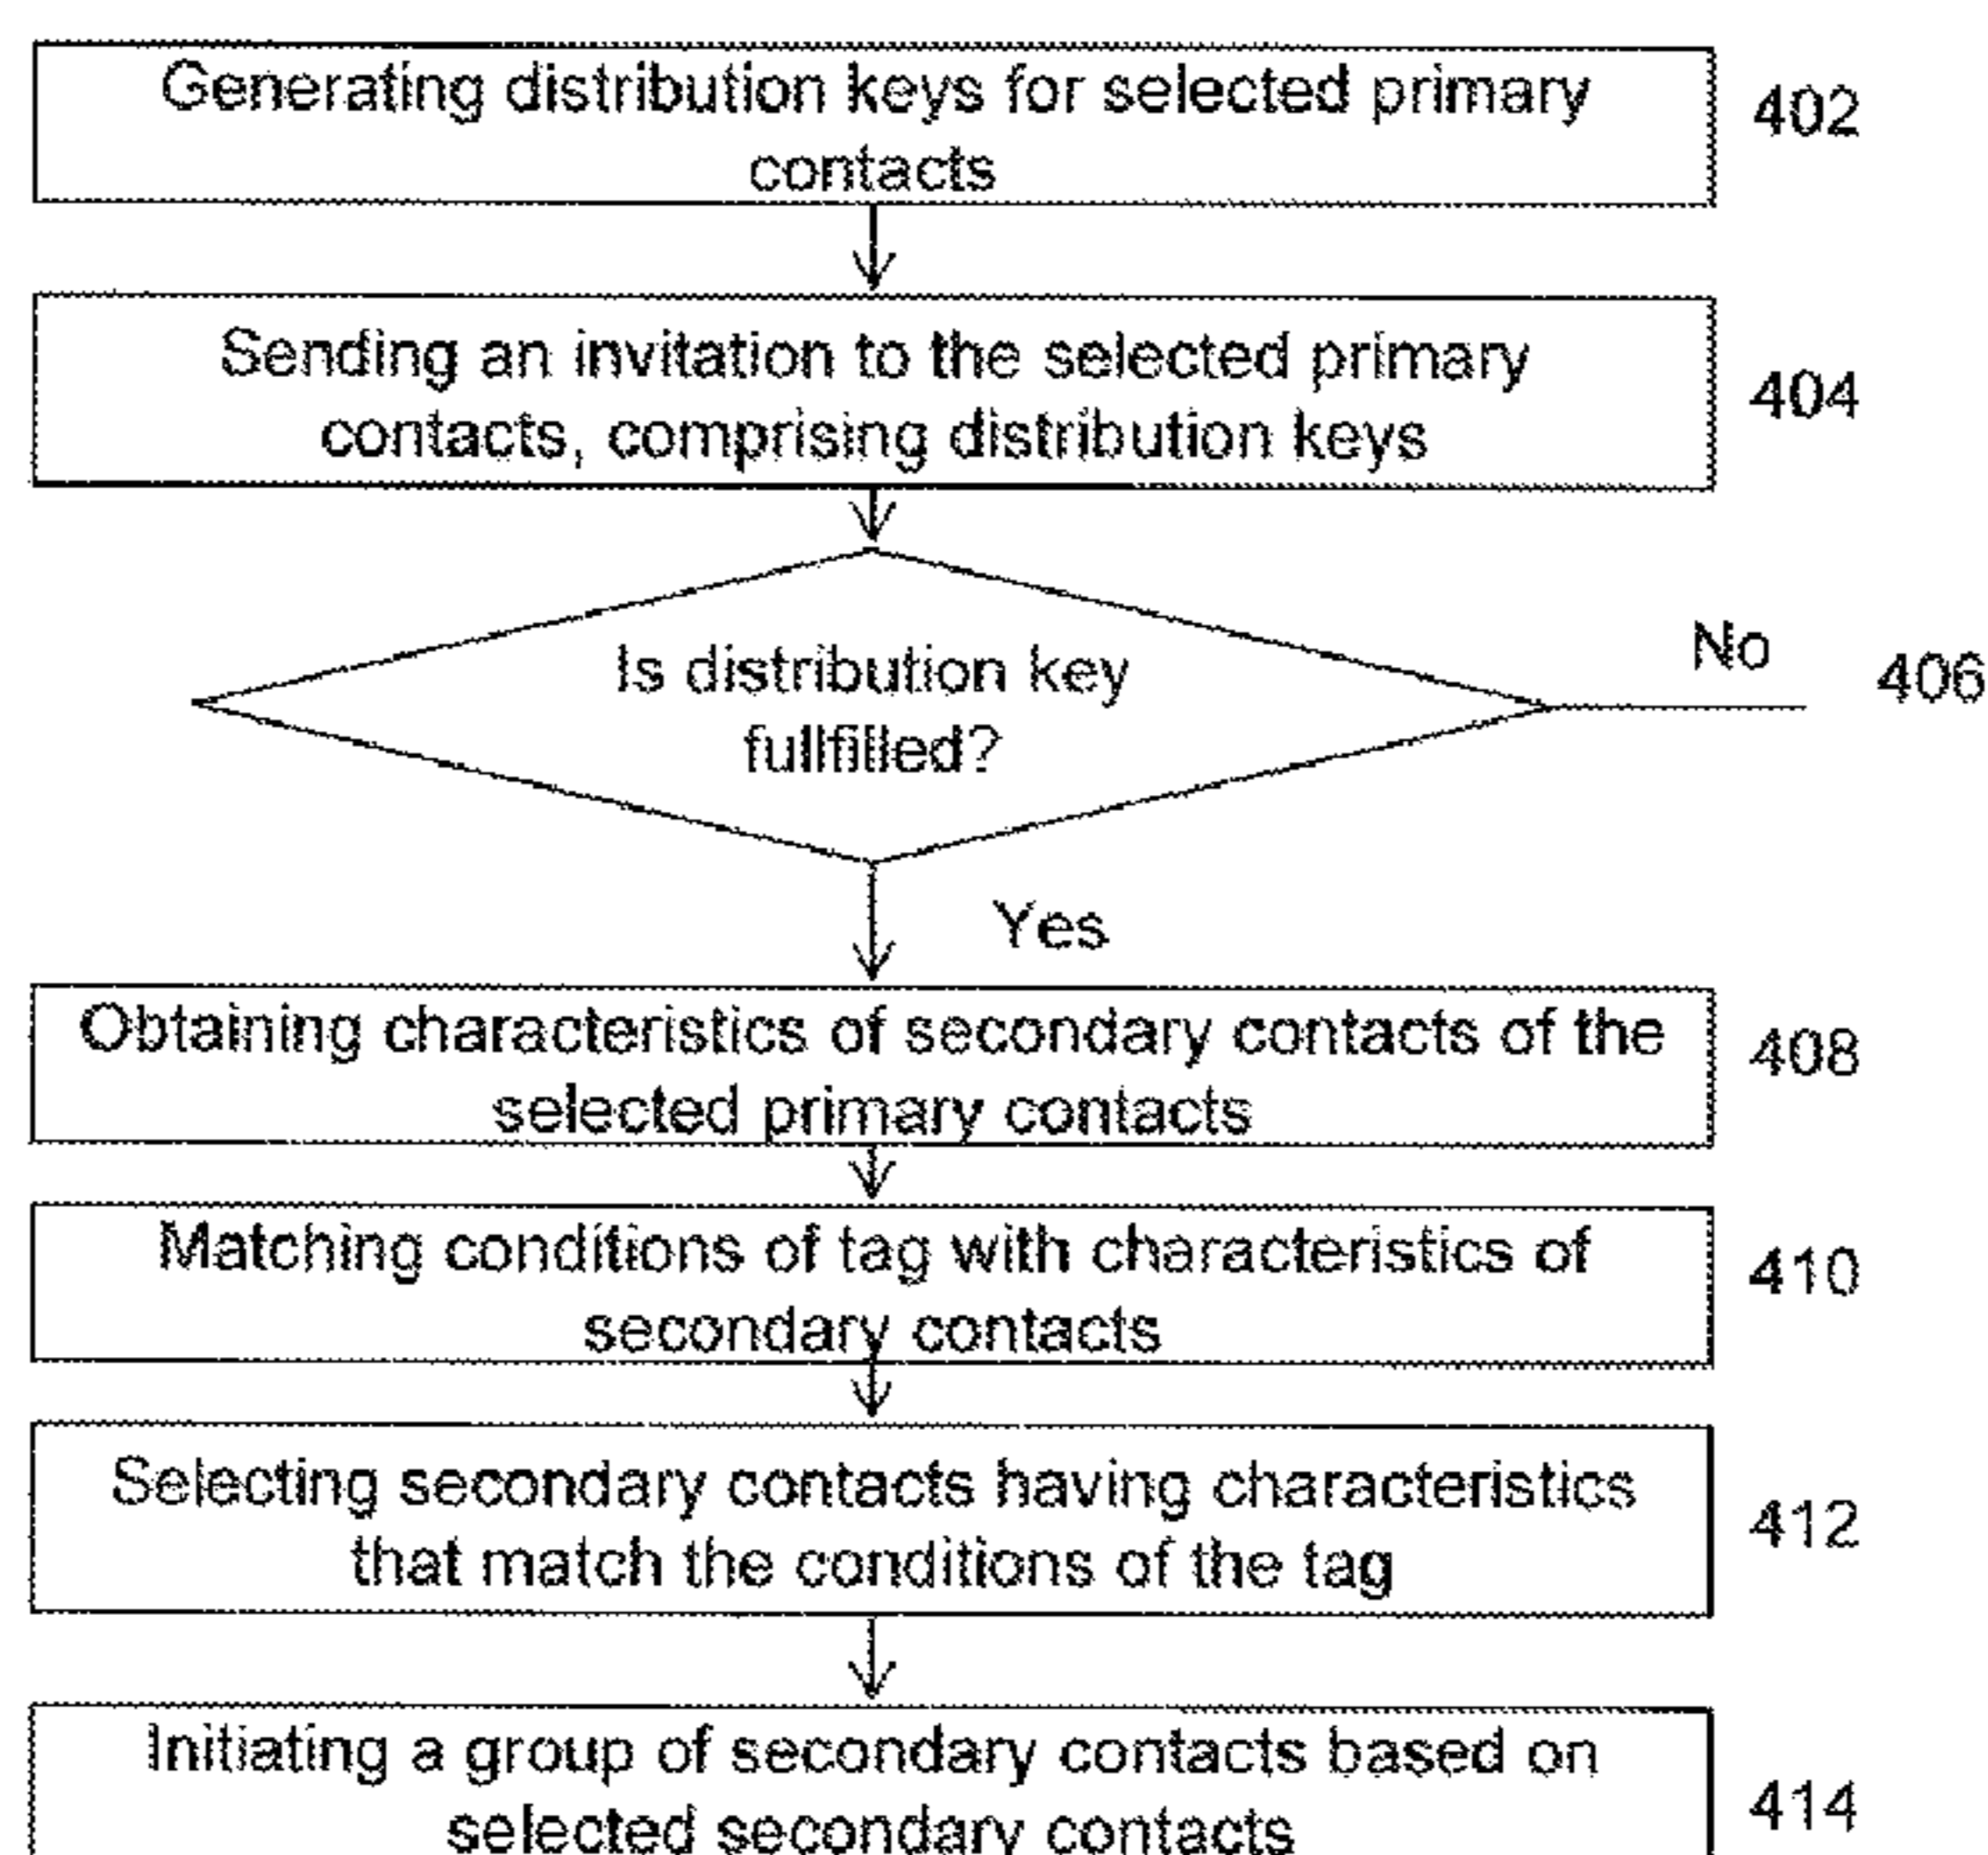 Generating distribution keys for selected primary
contacts
402
Sending an invitation to the selected primary
contacts, comprising distribution keys
404
Is distribution key
fullfilled?
No
406
Yes
Obtaining characteristics of secondary contacts of the
selected primary contacts
408
Matching conditions of tag with characteristics of
secondary contacts
410
Selecting secondary contacts having characteristics
that match the conditions of the tag
412
Initiating a group of secondary contacts based on
selected secondary contacts
414